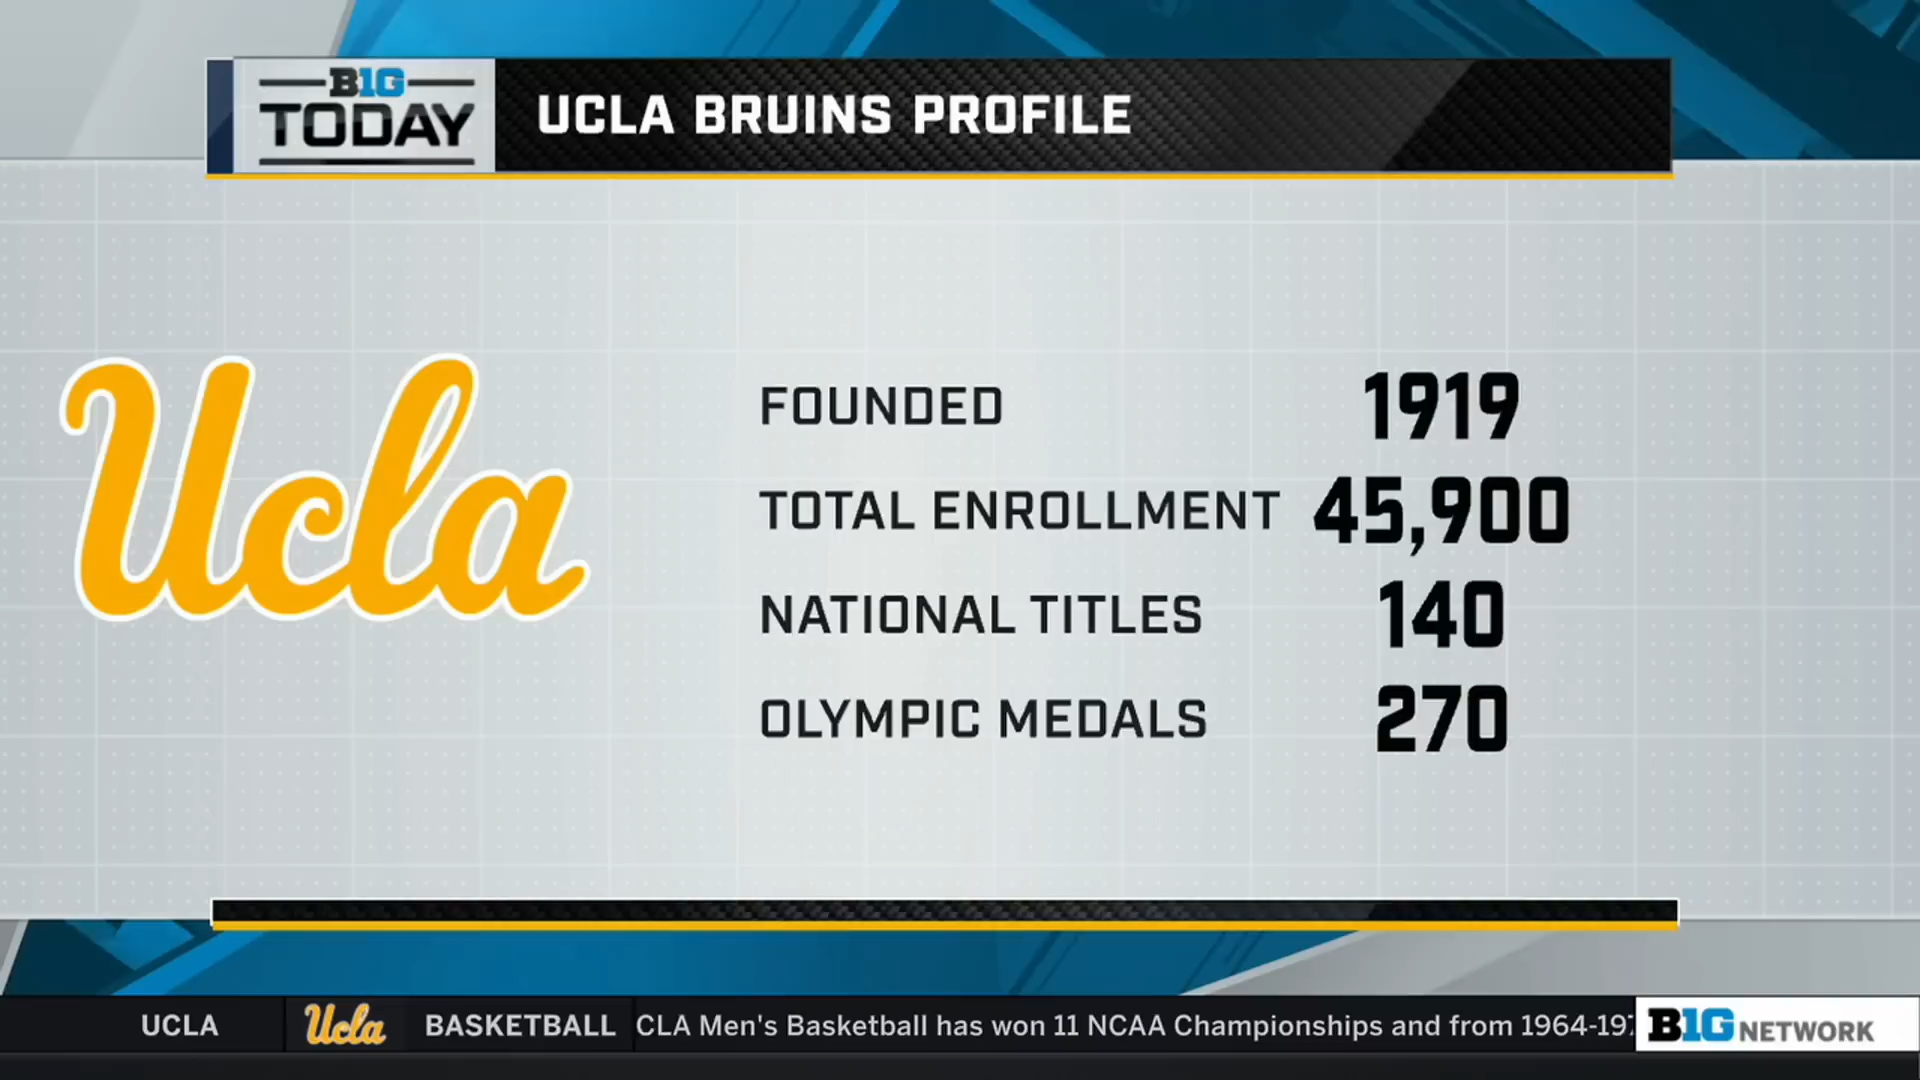 B1G
TODAY
UCLA BRUINS PROFILE
Ucla
FOUNDED 1919
TOTAL ENROLLMENT 45,900
NATIONAL TITLES 140
OLYMPIC MEDALS 270
UCLA Ucla BASKETBALL CLA Men's Basketball has won 11 NCAA Championships and from 1964-197 B1G NETWORK